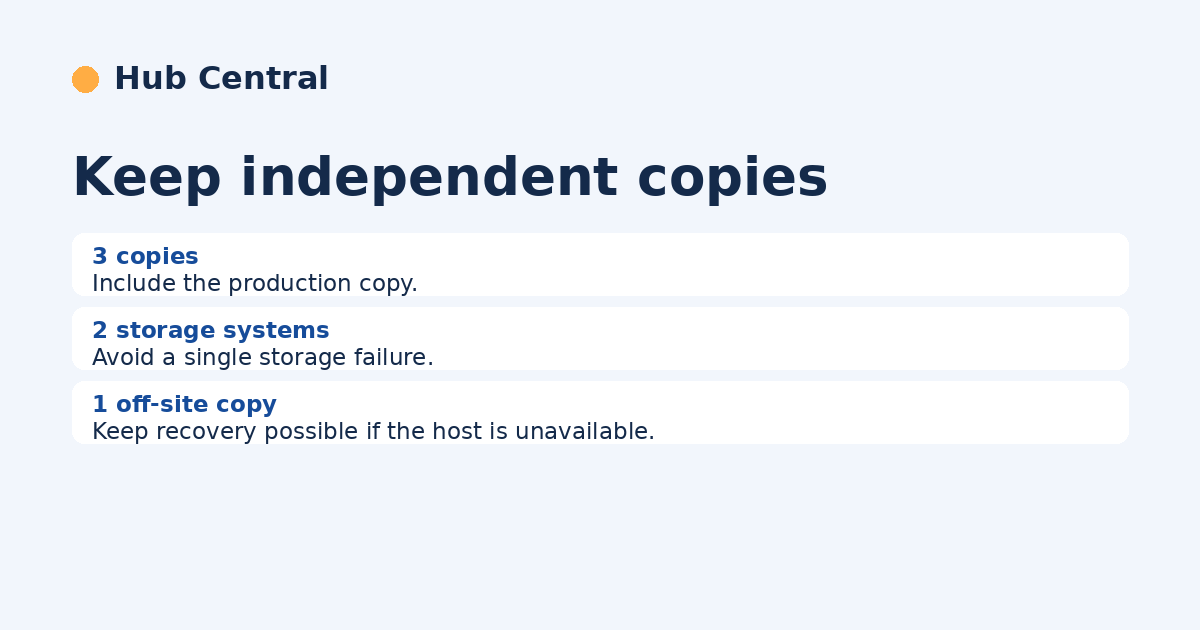 Hub Central
Keep independent copies
3 copies
Include the production copy.
2 storage systems
Avoid a single storage failure.
1 off-site copy
Keep recovery possible if the host is unavailable.